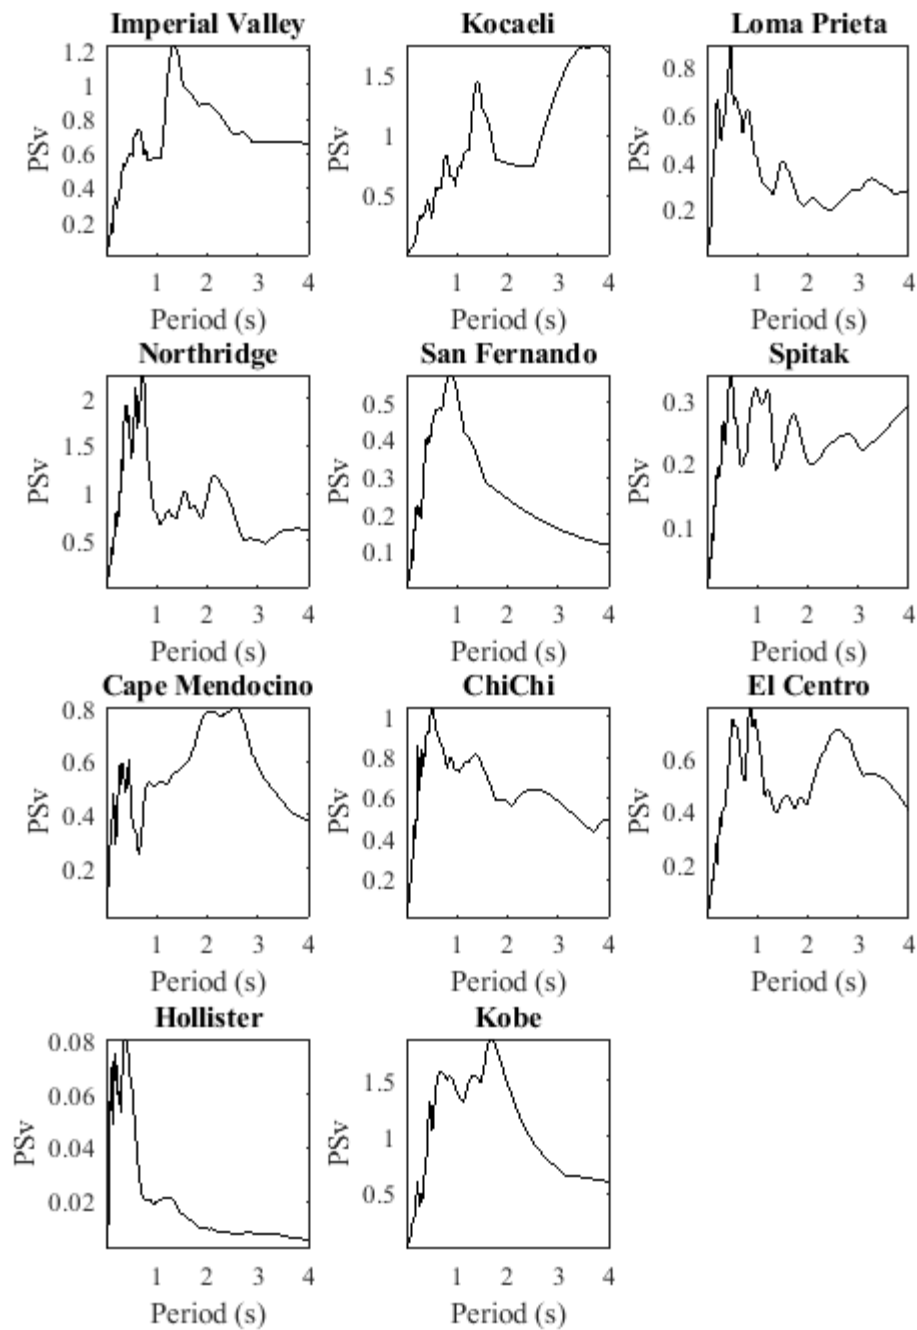 Imperial Valley
1.2
1
0.8
0.6
0.4
0.2
PSv
1 2 3 4
Period (s)
Kocaeli
1.5
1
0.5
PSv
1 2 3 4
Period (s)
Loma Prieta
0.8
0.6
0.4
0.2
PSv
1 2 3 4
Period (s)
Northridge
2
1.5
1
0.5
PSv
1 2 3 4
Period (s)
San Fernando
0.5
0.4
0.3
0.2
0.1
PSv
1 2 3 4
Period (s)
Spitak
0.3
0.2
0.1
PSv
1 2 3 4
Period (s)
Cape Mendocino
0.8
0.6
0.4
0.2
PSv
1 2 3 4
Period (s)
ChiChi
1
0.8
0.6
0.4
0.2
PSv
1 2 3 4
Period (s)
El Centro
0.6
0.4
0.2
PSv
1 2 3 4
Period (s)
Hollister
0.08
0.06
0.04
0.02
PSv
1 2 3 4
Period (s)
Kobe
1.5
1
0.5
PSv
1 2 3 4
Period (s)